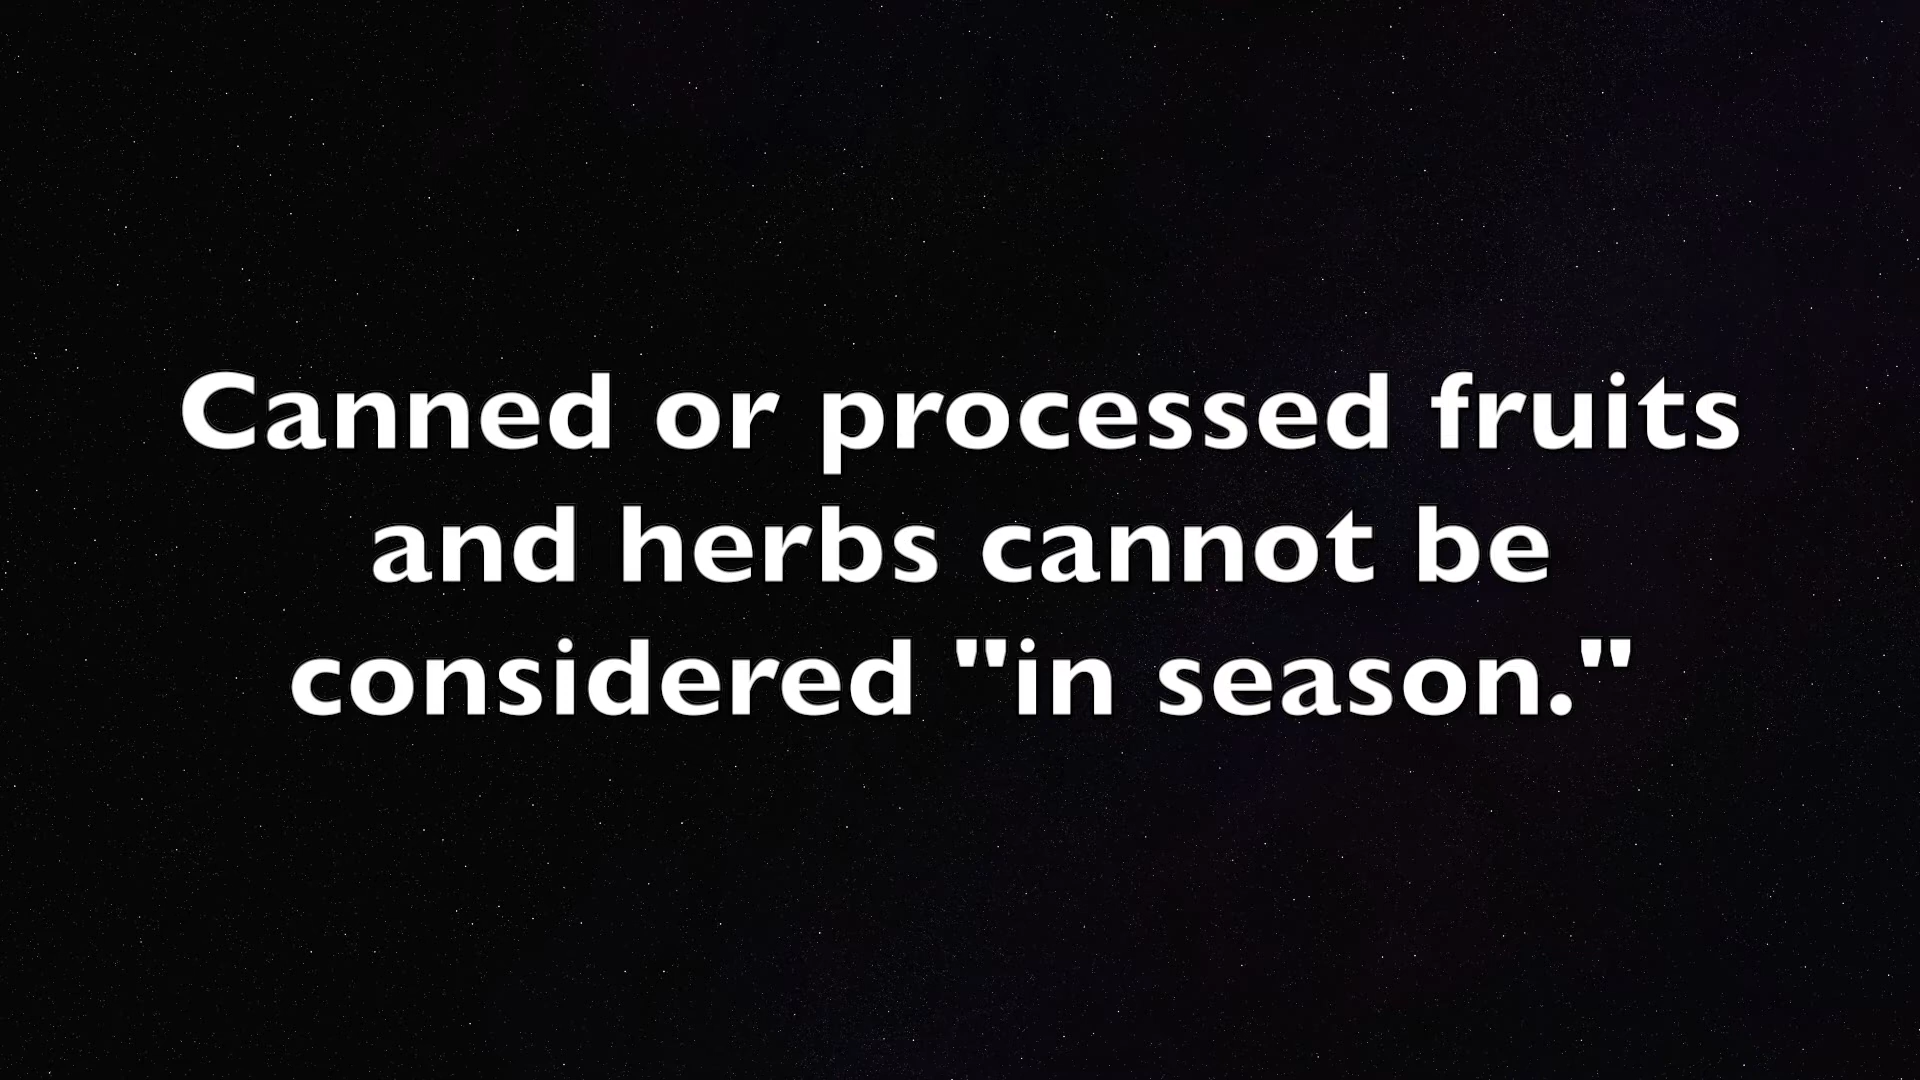 Canned or processed fruits
and herbs cannot be
considered "in season."